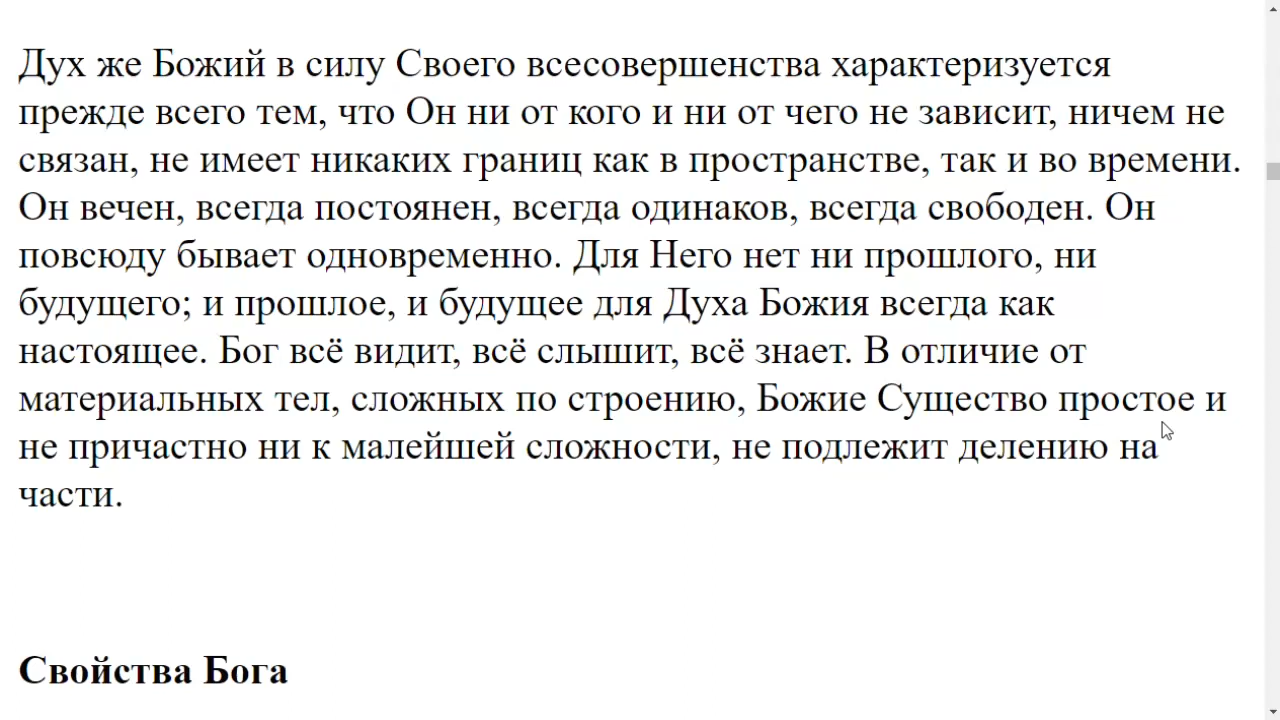 Дух же Божий в силу Своего всесовершенства характеризуется
прежде всего тем, что Он ни от кого и ни от чего не зависит, ничем не
связан, не имеет никаких границ как в пространстве, так и во времени.
Он вечен, всегда постоянен, всегда одинаков, всегда свободен. Он
повсюду бывает одновременно. Для Него нет ни прошлого, ни
будущего; и прошлое, и будущее для Духа Божия всегда как
настоящее. Бог всё видит, всё слышит, всё знает. В отличие от
материальных тел, сложных по строению, Божие Существо простое и
не причастно ни к малейшей сложности, не подлежит делению на
части.
Свойства Бога